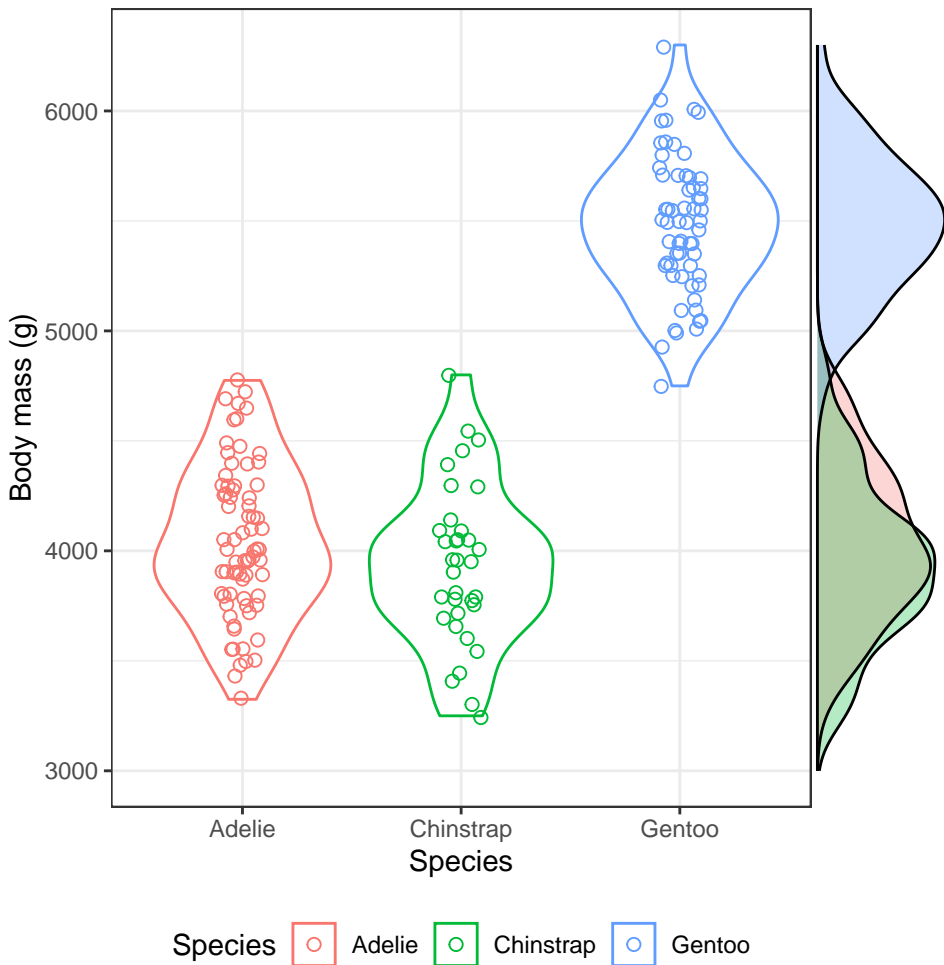 6000
5000
4000
3000
Body mass (g)
Adelie Chinstrap Gentoo
Species
Species Adelie Chinstrap Gentoo